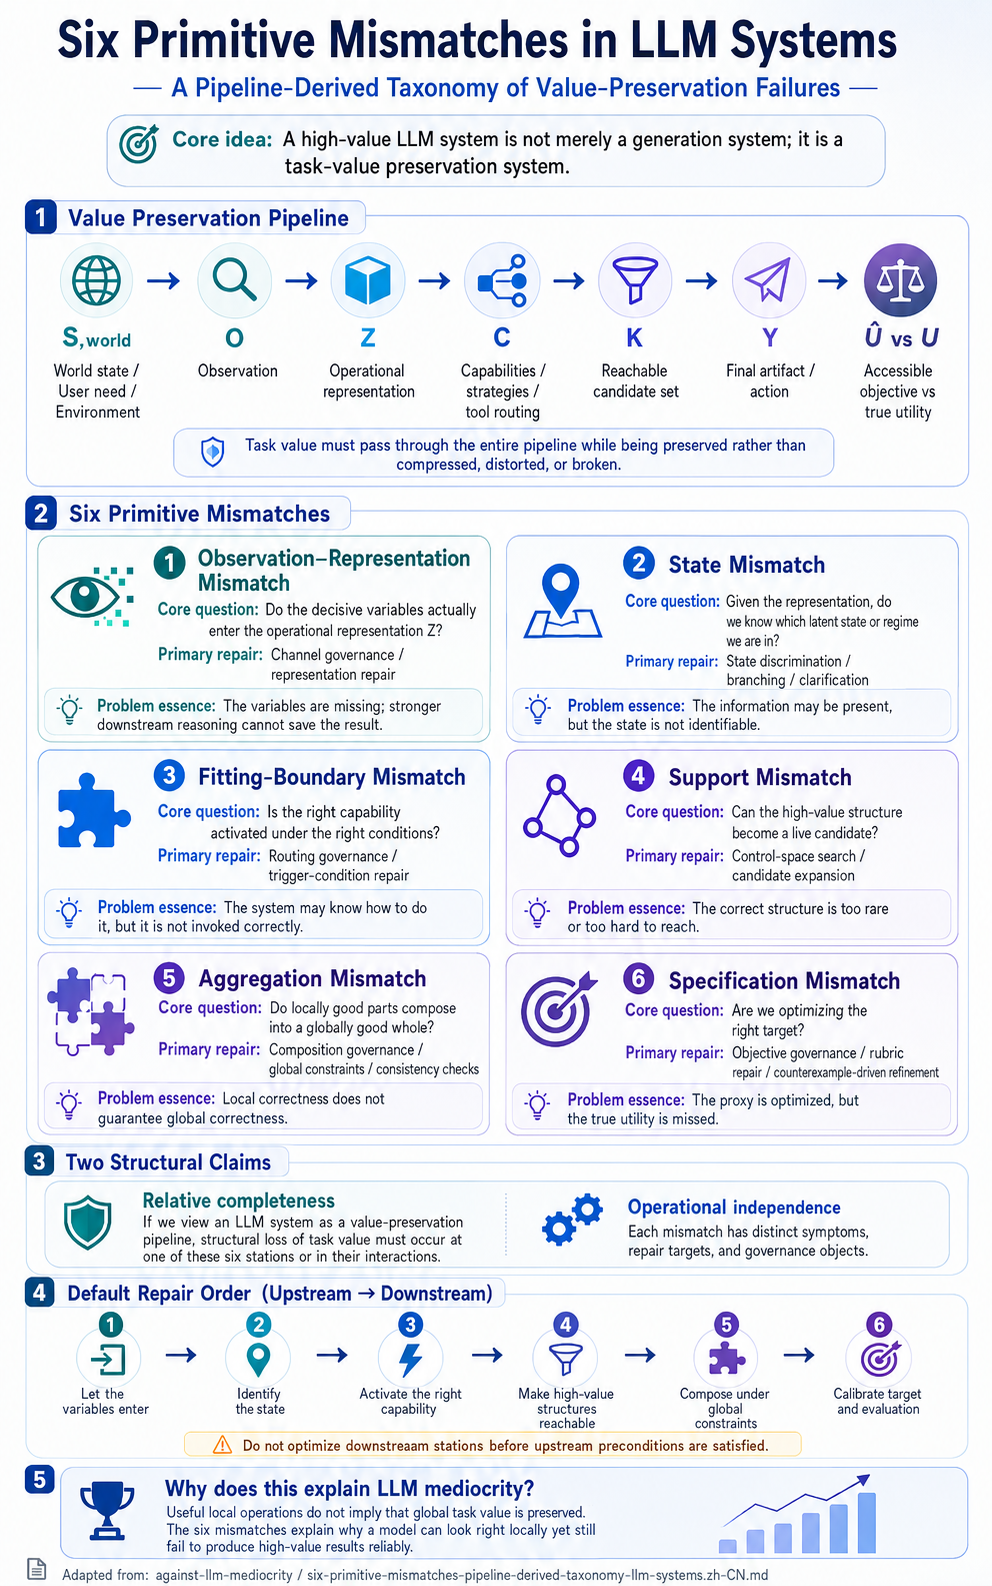 Six Primitive Mismatches in LLM Systems
— A Pipeline-Derived Taxonomy of Value-Preservation Failures —
Core idea: A high-value LLM system is not merely a generation system; it is a
task-value preservation system.
1 Value Preservation Pipeline
S,world O Z C K Y Û vs U
World state /
User need /
Environment
Observation
Operational
representation
Capabilities /
strategies /
tool routing
Reachable
candidate set
Final artifact /
action
Accessible
objective vs
true utility
Task value must pass through the entire pipeline while being preserved rather than
compressed, distorted, or broken.
2 Six Primitive Mismatches
1 Observation–Representation
Mismatch
Core question: Do the decisive variables actually
enter the operational representation Z?
Primary repair: Channel governance /
representation repair
Problem essence: The variables are missing; stronger
downstream reasoning cannot save the result.
2 State Mismatch
Core question: Given the representation, do
we know which latent state or regime
we are in?
Primary repair: State discrimination /
branching / clarification
Problem essence: The information may be present,
but the state is not identifiable.
3 Fitting-Boundary Mismatch
Core question: Is the right capability
activated under the right conditions?
Primary repair: Routing governance /
trigger-condition repair
Problem essence: The system may know how to do
it, but it is not invoked correctly.
4 Support Mismatch
Core question: Can the high-value structure
become a live candidate?
Primary repair: Control-space search /
candidate expansion
Problem essence: The correct structure is too rare
or too hard to reach.
5 Aggregation Mismatch
Core question: Do locally good parts compose
into a globally good whole?
Primary repair: Composition governance /
global constraints / consistency checks
Problem essence: Local correctness does not
guarantee global correctness.
6 Specification Mismatch
Core question: Are we optimizing the
right target?
Primary repair: Objective governance / rubric
repair / counterexample-driven refinement
Problem essence: The proxy is optimized, but
the true utility is missed.
3 Two Structural Claims
Relative completeness
If we view an LLM system as a value-preservation
pipeline, structural loss of task value must occur at
one of these six stations or in their interactions.
Operational independence
Each mismatch has distinct symptoms,
repair targets, and governance objects.
4 Default Repair Order (Upstream → Downstream)
1 2 3 4 5 6
Let the
variables enter
Identify
the state
Activate the right
capability
Make high-value
structures
reachable
Compose under
global
constraints
Calibrate target
and evaluation
Do not optimize downstreaam stations before upstream preconditions are satisfied.
5 Why does this explain LLM mediocrity?
Useful local operations do not imply that global task value is preserved.
The six mismatches explain why a model can look right locally yet still
fail to produce high-value results reliably.
Adapted from: against-llm-mediocrity / six-primitive-mismatches-pipeline-derived-taxonomy-llm-systems.zh-CN.md